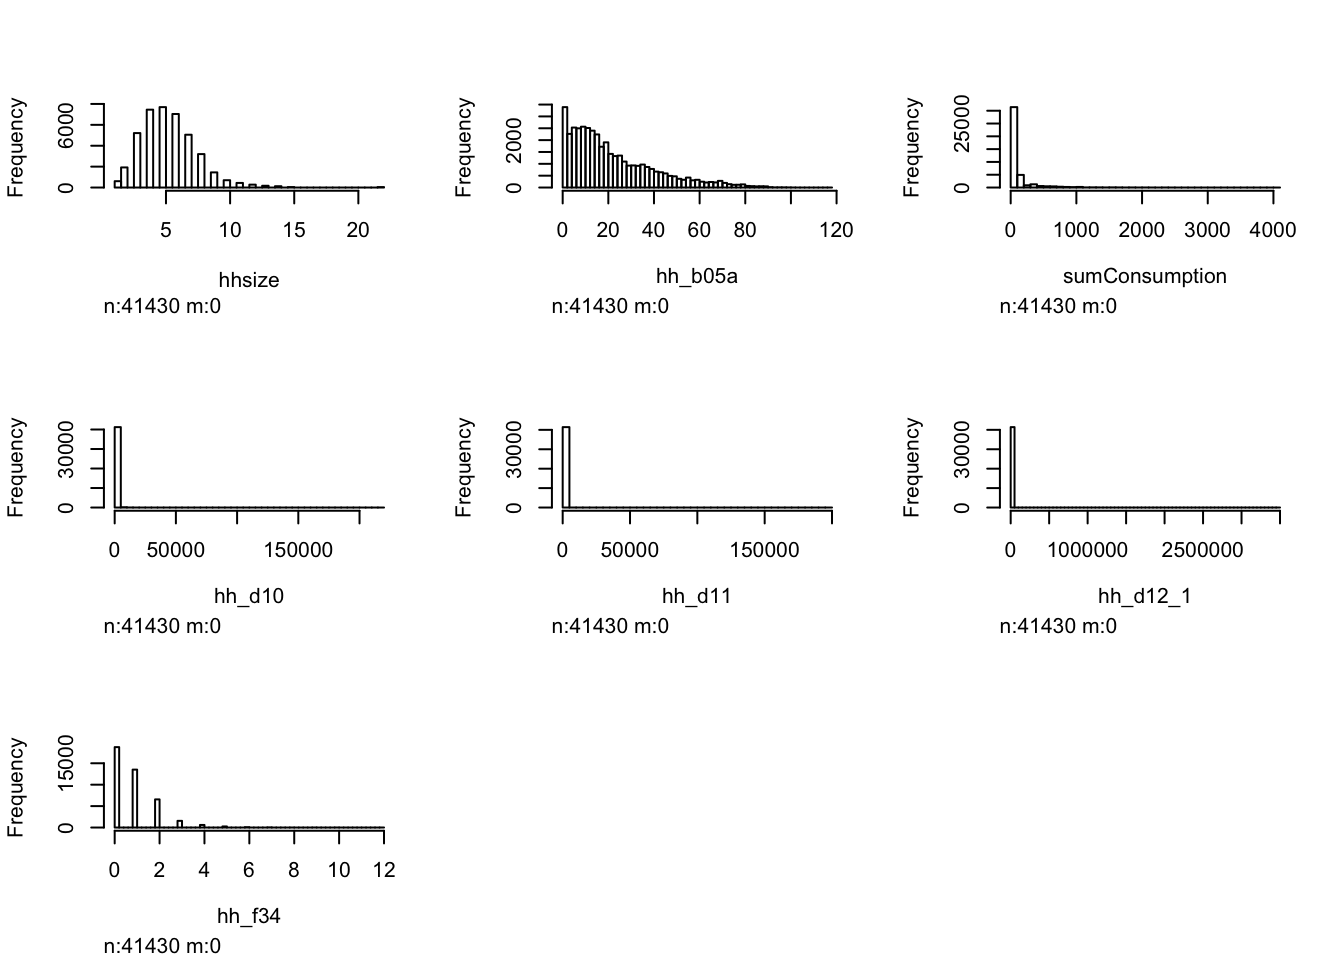 Frequency
6000
0
5 10 15 20
hhsize
n:41430 m:0
Frequency
2000
0
0 20 40 60 80 120
hh_b05a
n:41430 m:0
Frequency
25000
0
0 1000 2000 3000 4000
sumConsumption
n:41430 m:0
Frequency
30000
0
0 50000 150000
hh_d10
n:41430 m:0
Frequency
30000
0
0 50000 150000
hh_d11
n:41430 m:0
Frequency
30000
0
0 1000000 2500000
hh_d12_1
n:41430 m:0
Frequency
15000
0
0 2 4 6 8 10 12
hh_f34
n:41430 m:0